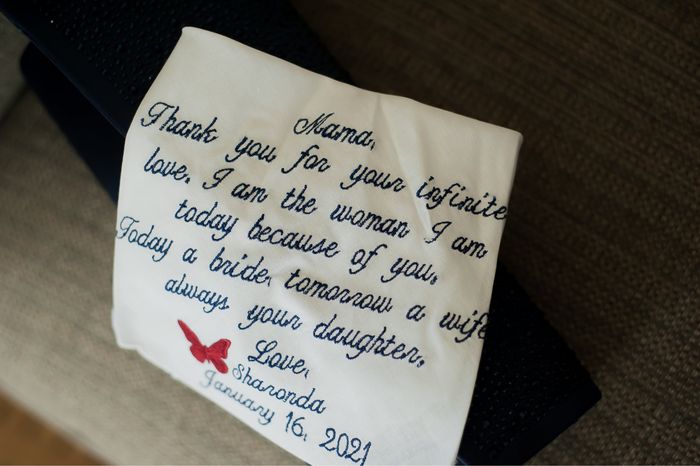 Mama,
Thank you for your infinite
love. I am the woman I am
today because of you.
Today a bride, tomorrow a wife
always your daughter.
Love,
Sharonda
January 16, 2021